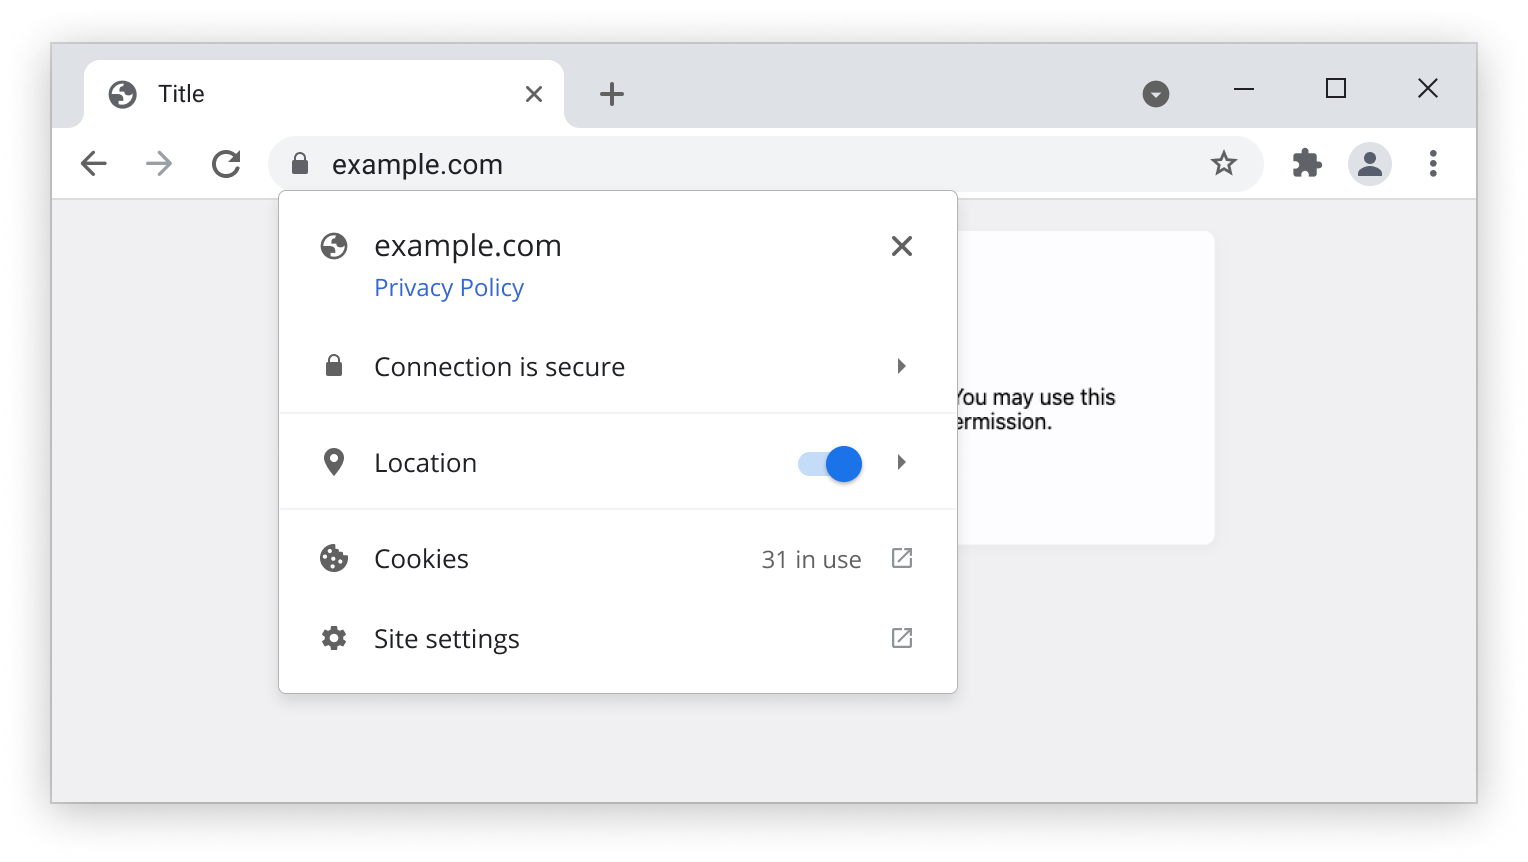 Title
example.com
example.com
Privacy Policy
Connection is secure
You may use this
ermission.
Location
Cookies 31 in use
Site settings